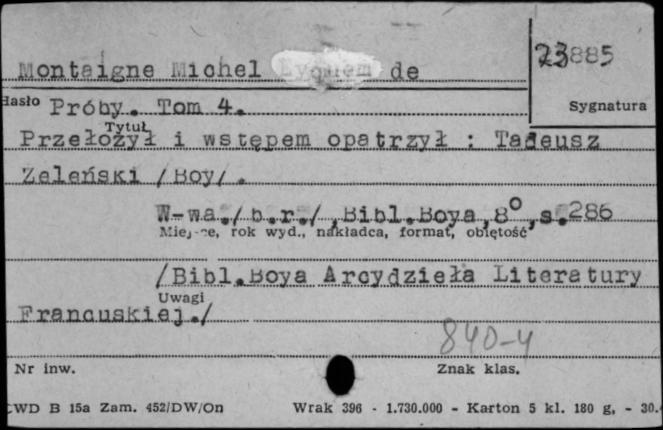 Montaigne Michel de
23885
Hasło
Próby. Tom 4.
Sygnatura
Tytuł
Przełożył i wstępem opatrzył : Tadeusz
Zeleński /Boy/.
W-wa./b.r./,Bibl.Boya,8°,s.286
Miejsce, rok wyd., nakładca, format, objętość
/Bibl.Boya Arcydzieła Literatury
Uwagi
Francuskiej./
840-4
Nr inw.
Znak klas.
CWD B 15a Zam. 452/DW/On Wrak 396 - 1.730.000 - Karton 5 kl. 180 g, - 30.